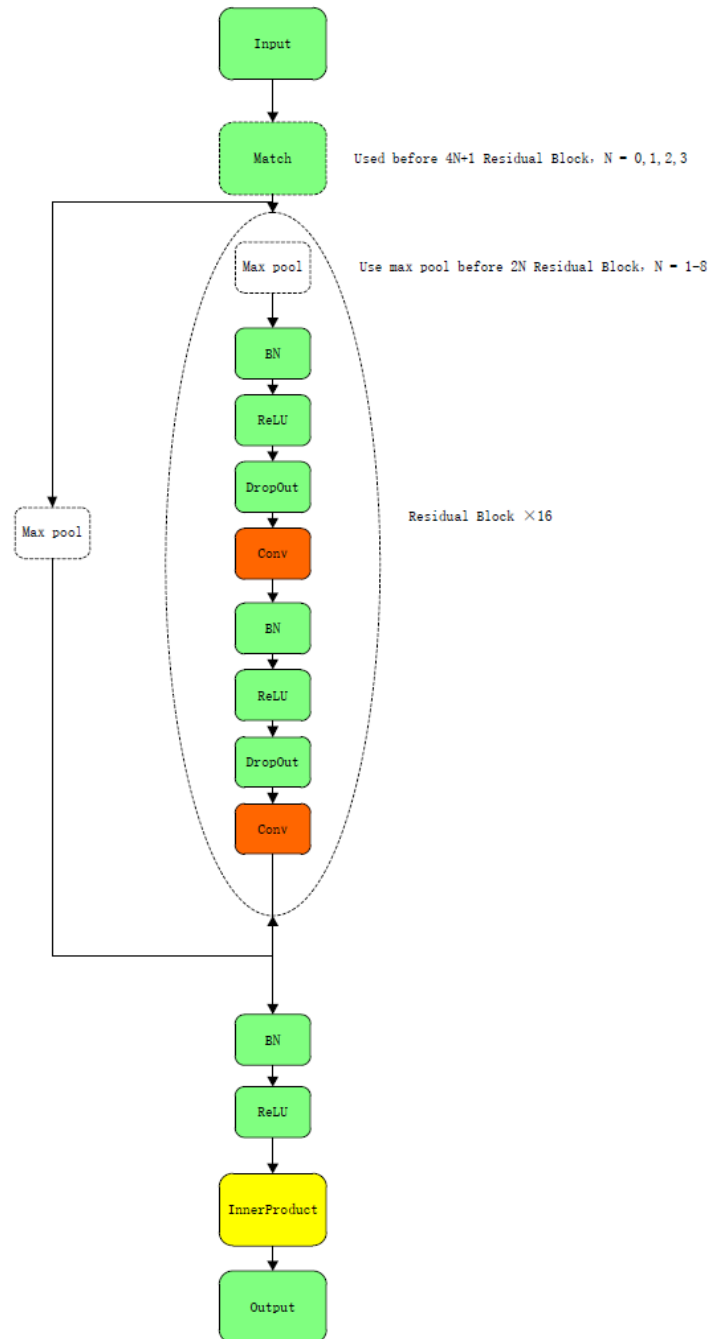 Input
Match
Used before 4N+1 Residual Block, N = 0,1,2,3
Max pool
Use max pool before 2N Residual Block, N = 1-8
BN
ReLU
DropOut
Max pool
Residual Block ×16
Conv
BN
ReLU
DropOut
Conv
BN
ReLU
InnerProduct
Output